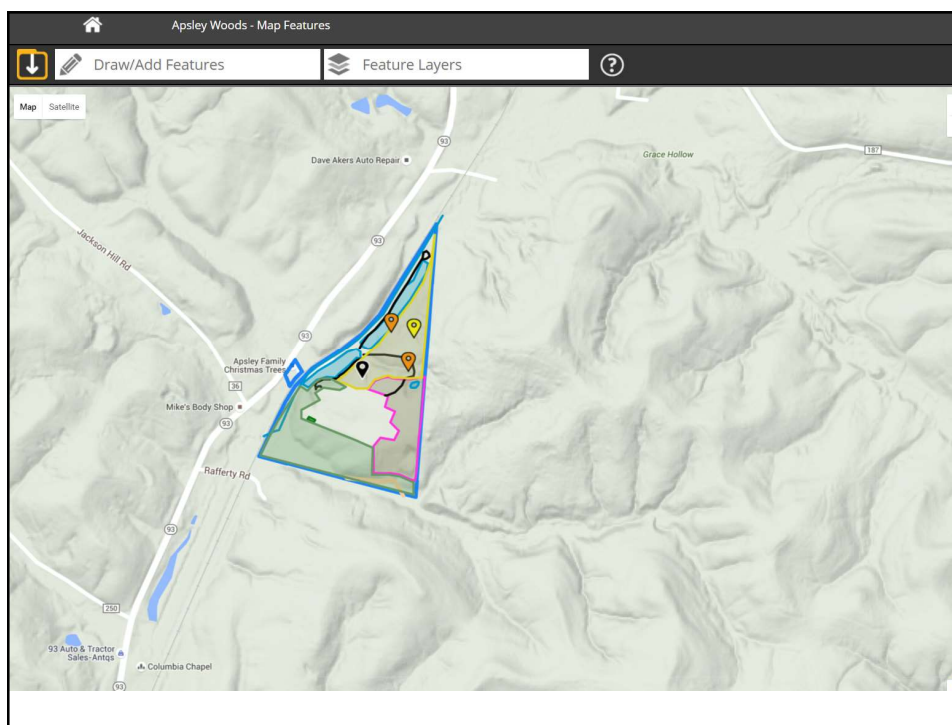 Apsley Woods - Map Features
Draw/Add Features
Feature Layers
?
Map
Satellite
93
Dave Akers Auto Repair
Grace Hollow
187
Jackson Hill Rd
93
93
Apsley Family
Christmas Trees
36
Mike's Body Shop
93
Rafferty Rd
93
250
93 Auto & Tractor
Sales-Antqs
Columbia Chapel
93